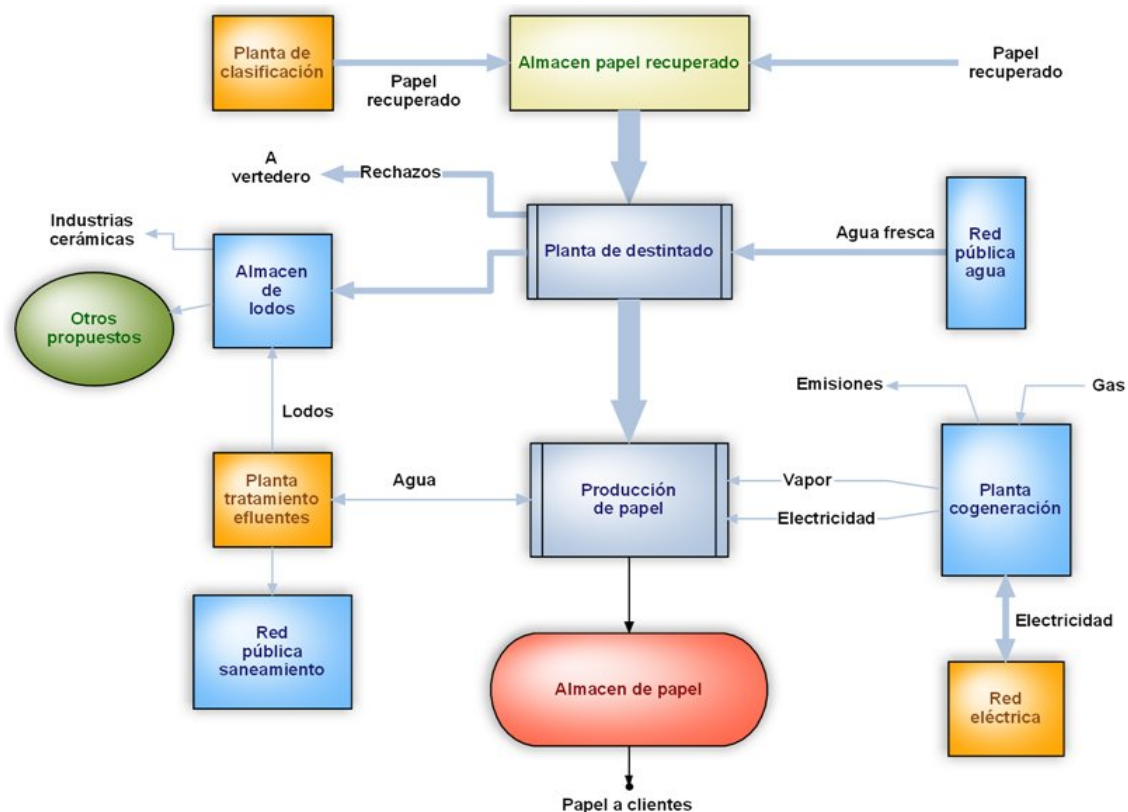 Planta de
clasificación
Papel
recuperado
Almacen papel recuperado
Papel
recuperado
A
vertedero
Rechazos
Industrias
cerámicas
Almacen
de
lodos
Planta de destintado
Agua fresca
Red
pública
agua
Otros
propuestos
Lodos
Emisiones
Gas
Planta
tratamiento
efluentes
Agua
Producción
de papel
Vapor
Electricidad
Planta
cogeneración
Red
pública
saneamiento
Electricidad
Almacen de papel
Red
eléctrica
Papel a clientes